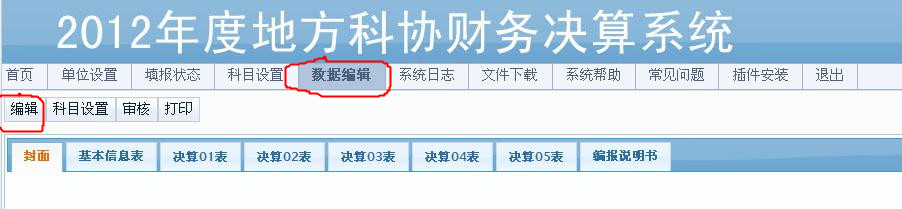 2012年度地方科协财务决算系统
首页 单位设置 填报状态 科目设置 数据编辑 系统日志 文件下载 系统帮助 常见问题 插件安装 退出
编辑 科目设置 审核 打印
封面 基本信息表 决算01表 决算02表 决算03表 决算04表 决算05表 编报说明书